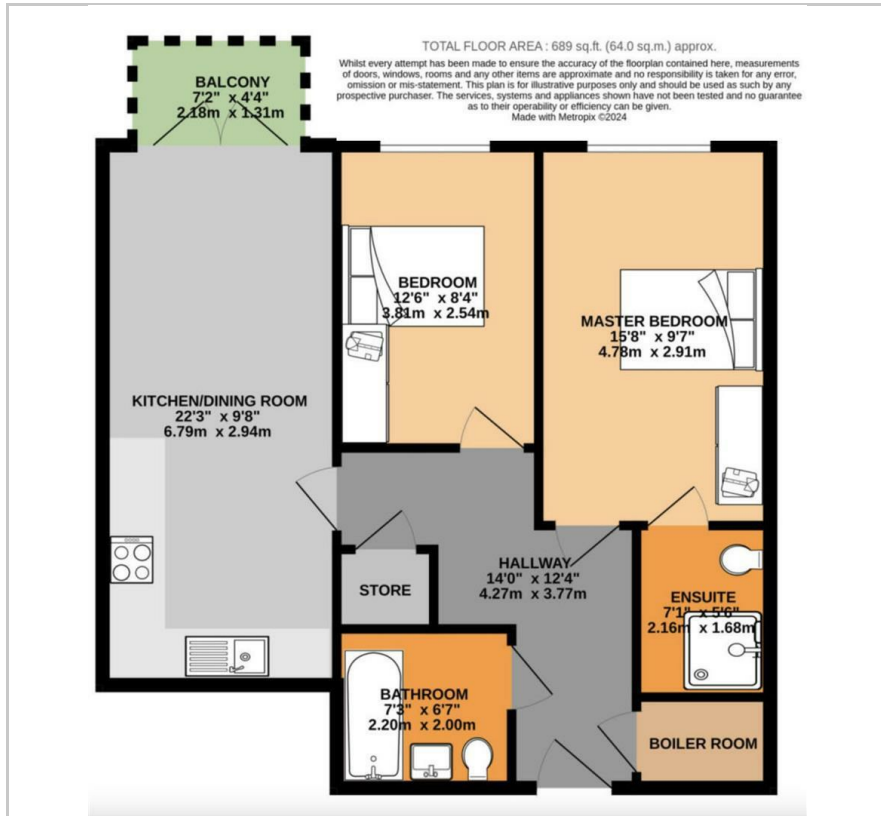 TOTAL FLOOR AREA : 689 sq.ft. (64.0 sq.m.) approx.
Whilst every attempt has been made to ensure the accuracy of the floorplan contained here, measurements
of doors, windows, rooms and any other items are approximate and no responsibility is taken for any error,
omission or mis-statement. This plan is for illustrative purposes only and should be used as such by any
prospective purchaser. The services, systems and appliances shown have not been tested and no guarantee
as to their operability or efficiency can be given.
Made with Metropix ©2024
BALCONY
7'2" x 4'4"
2.18m x 1.31m
BEDROOM
12'6" x 8'4"
3.81m x 2.54m
MASTER BEDROOM
15'8" x 9'7"
4.78m x 2.91m
KITCHEN/DINING ROOM
22'3" x 9'8"
6.79m x 2.94m
HALLWAY
14'0" x 12'4"
4.27m x 3.77m
STORE
ENSUITE
7'1" x 5'6"
2.16m x 1.68m
BATHROOM
7'3" x 6'7"
2.20m x 2.00m
BOILER ROOM